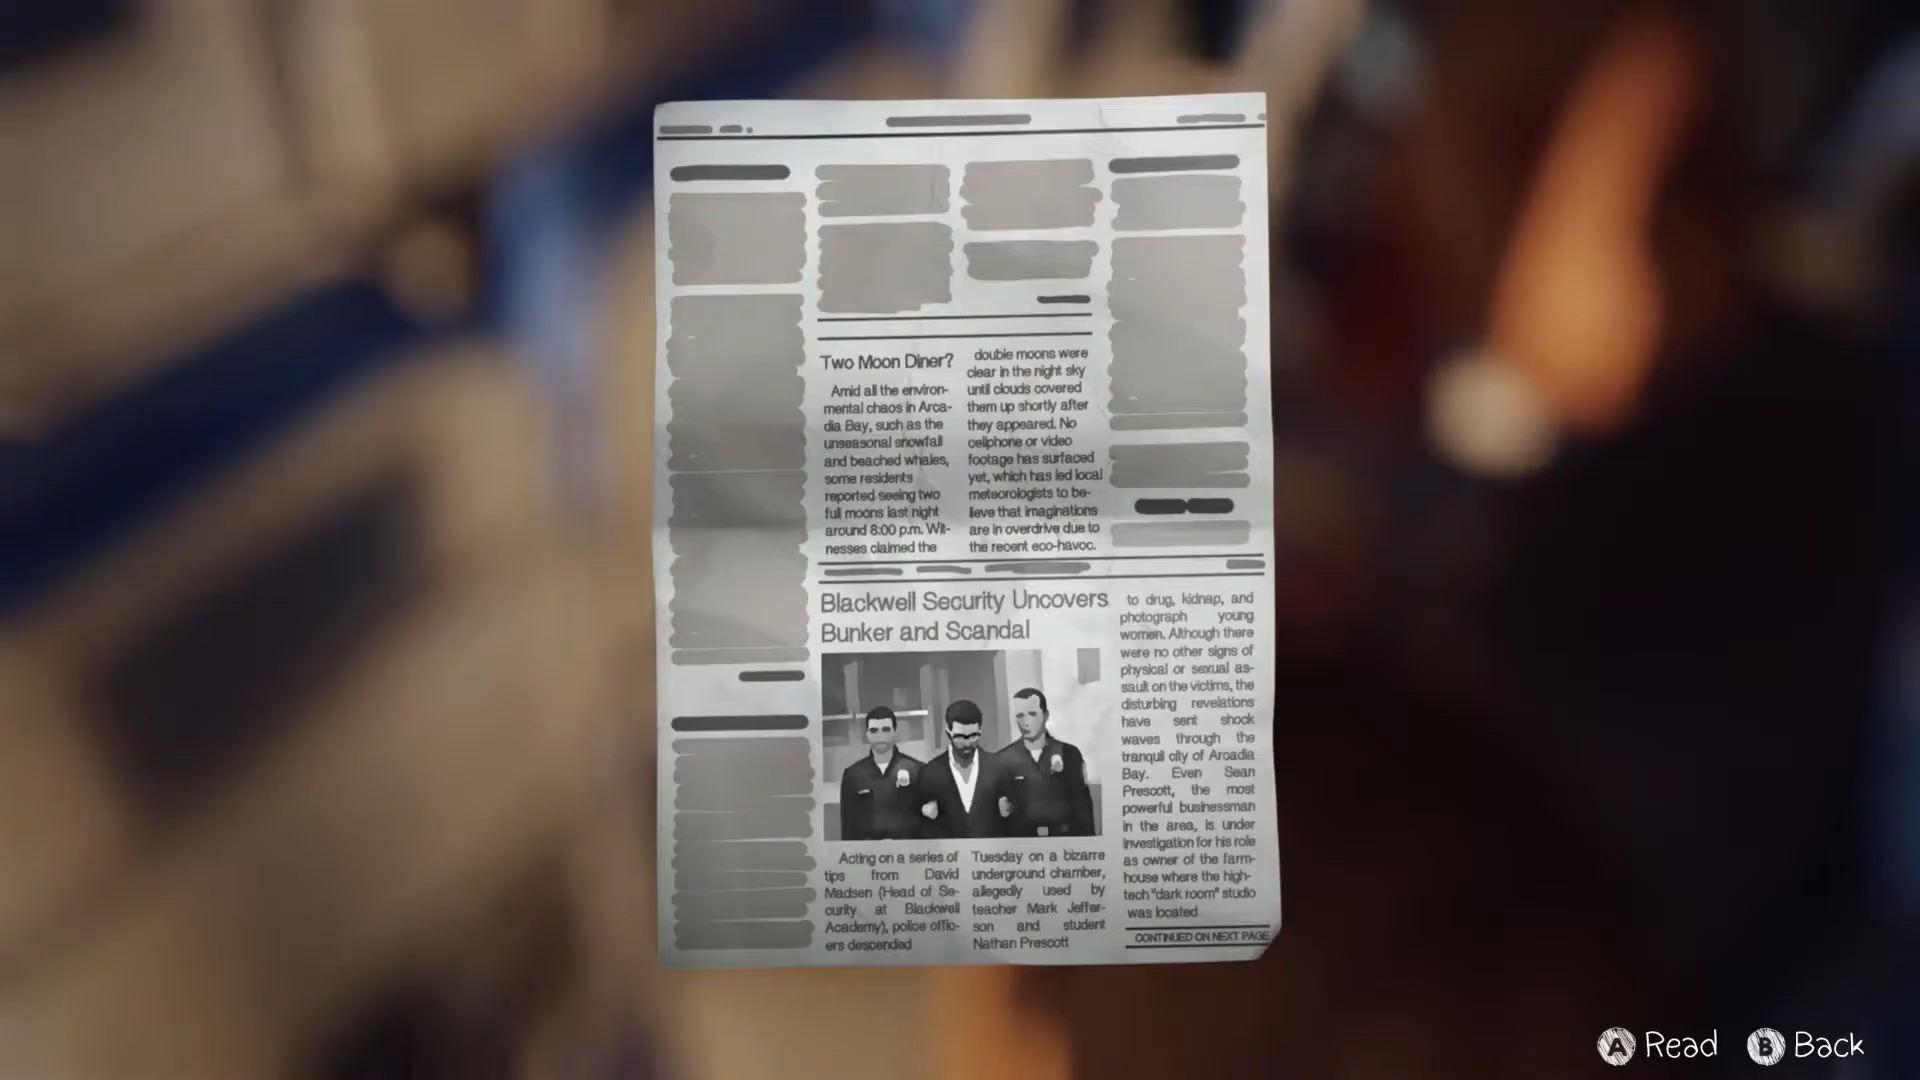 Two Moon Diner?
Amid all the environ-
mental chaos in Arca-
dia Bay, such as the
unseasonal snowfall
and beached whales,
some residents
reported seeing two
full moons last night
around 8:00 p.m. Wit-
nesses claimed the
double moons were
clear in the night sky
until clouds covered
them up shortly after
they appeared. No
cellphone or video
footage has surfaced
yet, which has led local
meteorologists to be-
lieve that imaginations
are in overdrive due to
the recent eco-havoc.
Blackwell Security Uncovers
Bunker and Scandal
Acting on a series of
tips from David
Madsen (Head of Se-
curity at Blackwell
Academy), police offic-
ers descended
Tuesday on a bizarre
underground chamber,
allegedly used by
teacher Mark Jeffer-
son and student
Nathan Prescott
to drug, kidnap, and
photograph young
women. Although there
were no other signs of
physical or sexual as-
sault on the victims, the
disturbing revelations
have sent shock
waves through the
tranquil city of Arcadia
Bay. Even Sean
Prescott, the most
powerful businessman
in the area, is under
investigation for his role
as owner of the farm-
house where the high-
tech "dark room" studio
was located
CONTINUED ON NEXT PAGE
A Read B Back